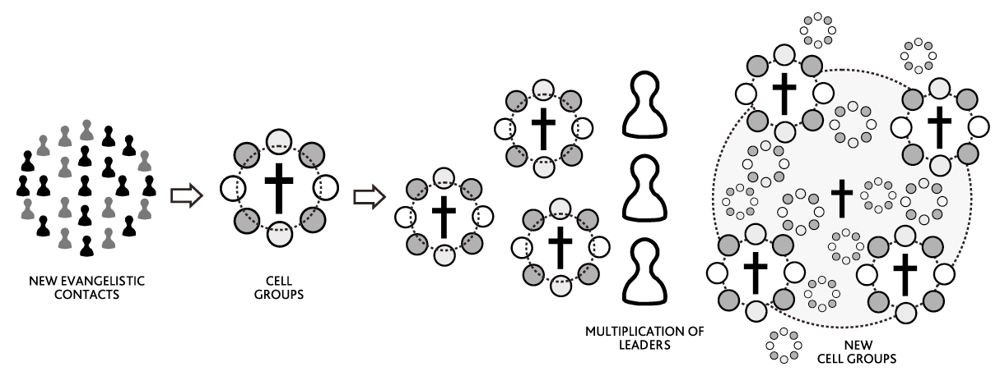 NEW EVANGELISTIC
CONTACTS
CELL
GROUPS
MULTIPLICATION OF
LEADERS
NEW
CELL GROUPS